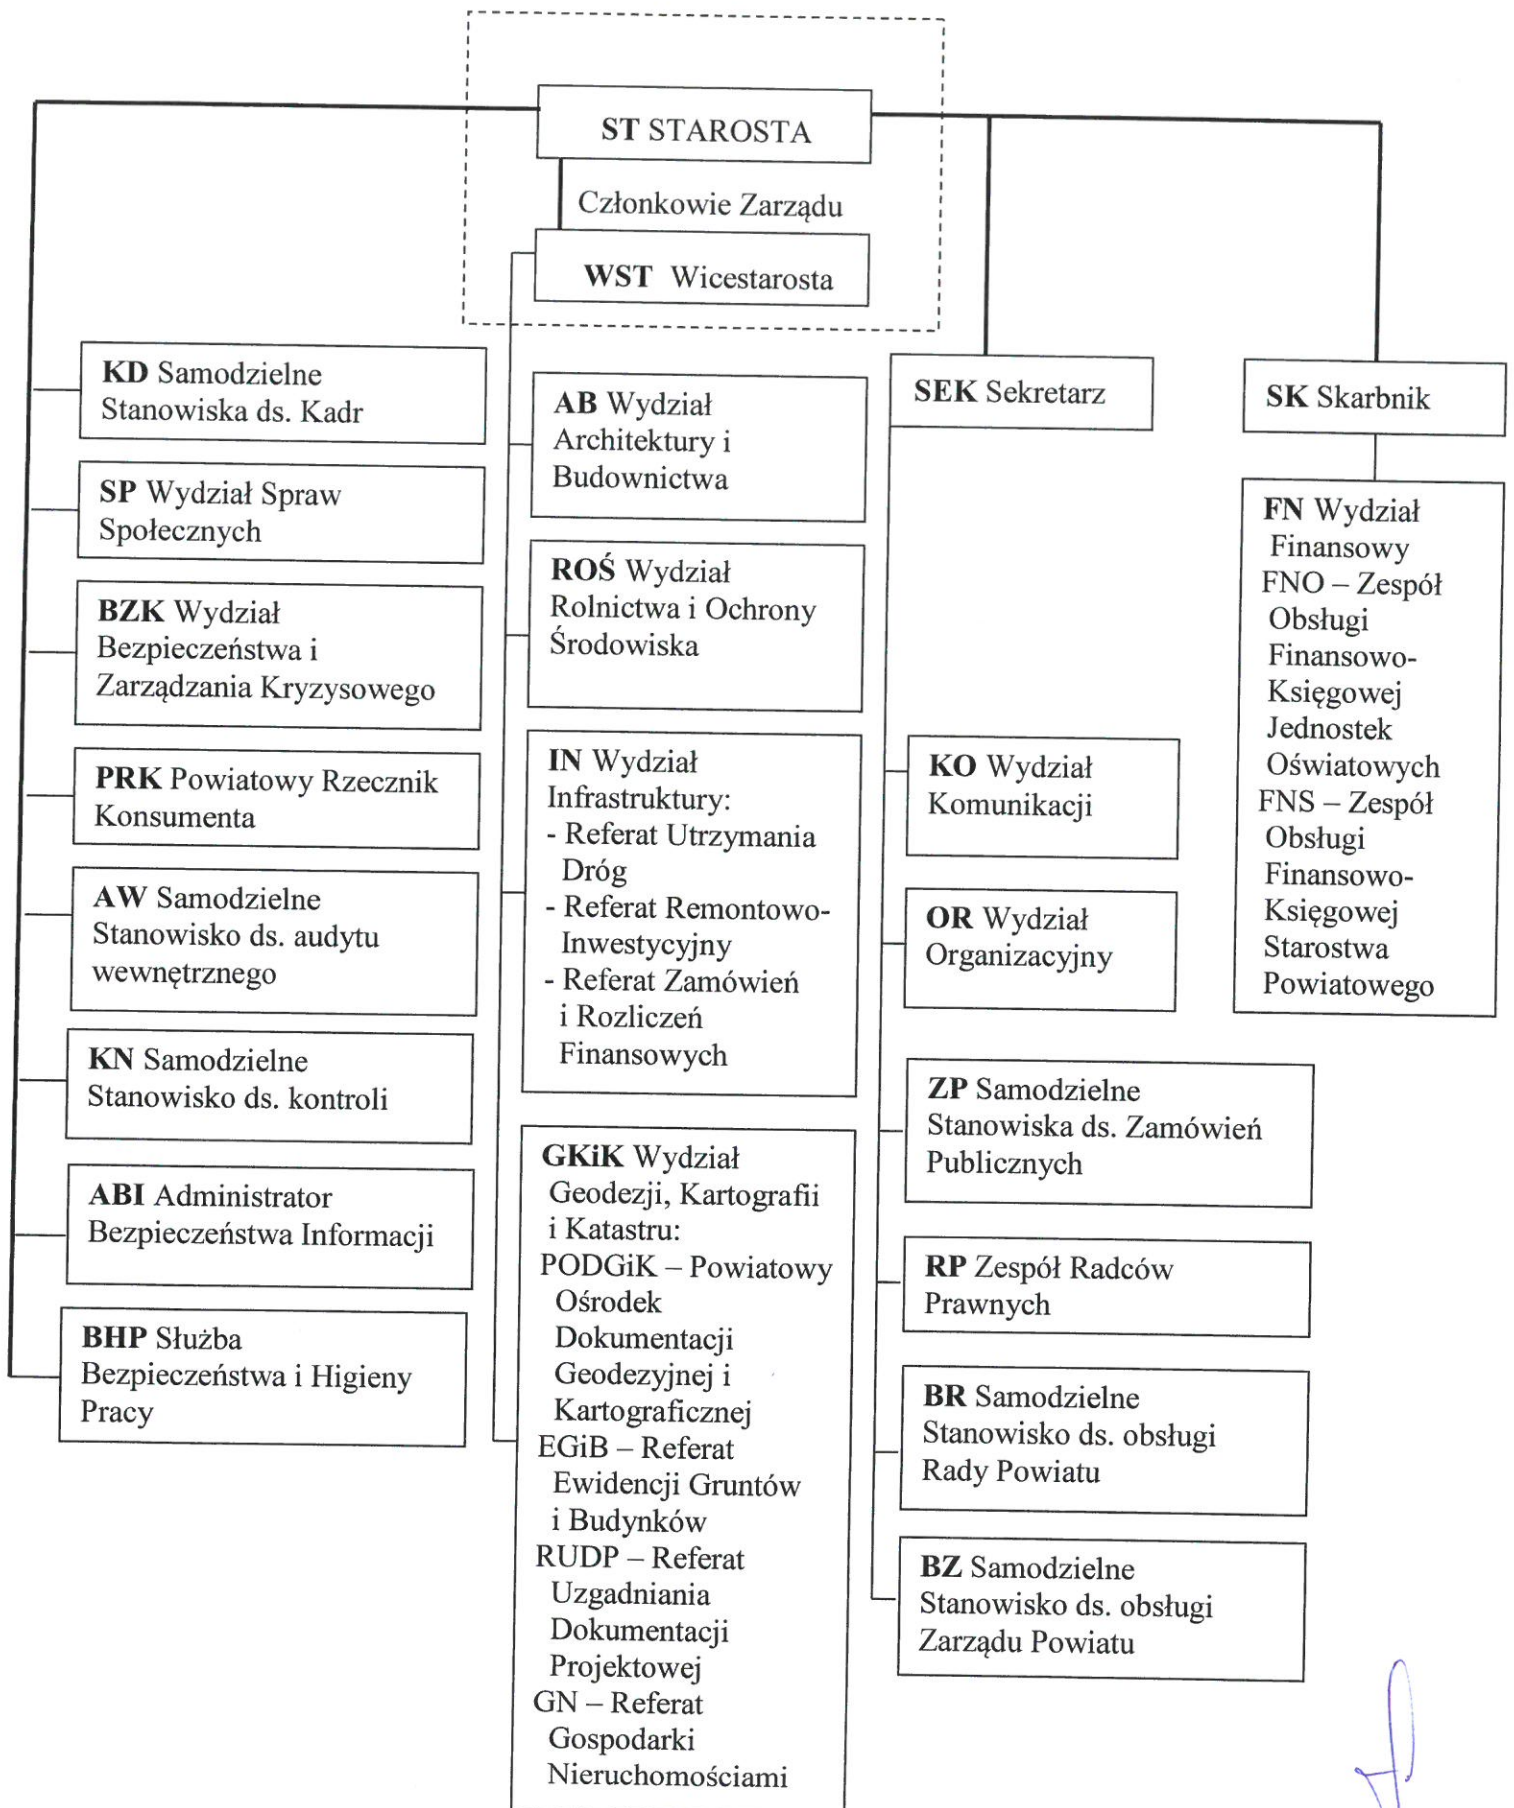 ST STAROSTA
Członkowie Zarządu
WST Wicestarosta
KD Samodzielne
Stanowiska ds. Kadr
SP Wydział Spraw
Społecznych
BZK Wydział
Bezpieczeństwa i
Zarządzania Kryzysowego
PRK Powiatowy Rzecznik
Konsumenta
AW Samodzielne
Stanowisko ds. audytu
wewnętrznego
KN Samodzielne
Stanowisko ds. kontroli
ABI Administrator
Bezpieczeństwa Informacji
BHP Służba
Bezpieczeństwa i Higieny
Pracy
AB Wydział
Architektury i
Budownictwa
ROŚ Wydział
Rolnictwa i Ochrony
Środowiska
IN Wydział
Infrastruktury:
- Referat Utrzymania
Dróg
- Referat Remontowo-
Inwestycyjny
- Referat Zamówień
i Rozliczeń
Finansowych
GKiK Wydział
Geodezji, Kartografii
i Katastru:
PODGiK – Powiatowy
Ośrodek
Dokumentacji
Geodezyjnej i
Kartograficznej
EGiB – Referat
Ewidencji Gruntów
i Budynków
RUDP – Referat
Uzgadniania
Dokumentacji
Projektowej
GN – Referat
Gospodarki
Nieruchomościami
SEK Sekretarz
KO Wydział
Komunikacji
OR Wydział
Organizacyjny
ZP Samodzielne
Stanowiska ds. Zamówień
Publicznych
RP Zespół Radców
Prawnych
BR Samodzielne
Stanowisko ds. obsługi
Rady Powiatu
BZ Samodzielne
Stanowisko ds. obsługi
Zarządu Powiatu
SK Skarbnik
FN Wydział
Finansowy
FNO – Zespół
Obsługi
Finansowo-
Księgowej
Jednostek
Oświatowych
FNS – Zespół
Obsługi
Finansowo-
Księgowej
Starostwa
Powiatowego